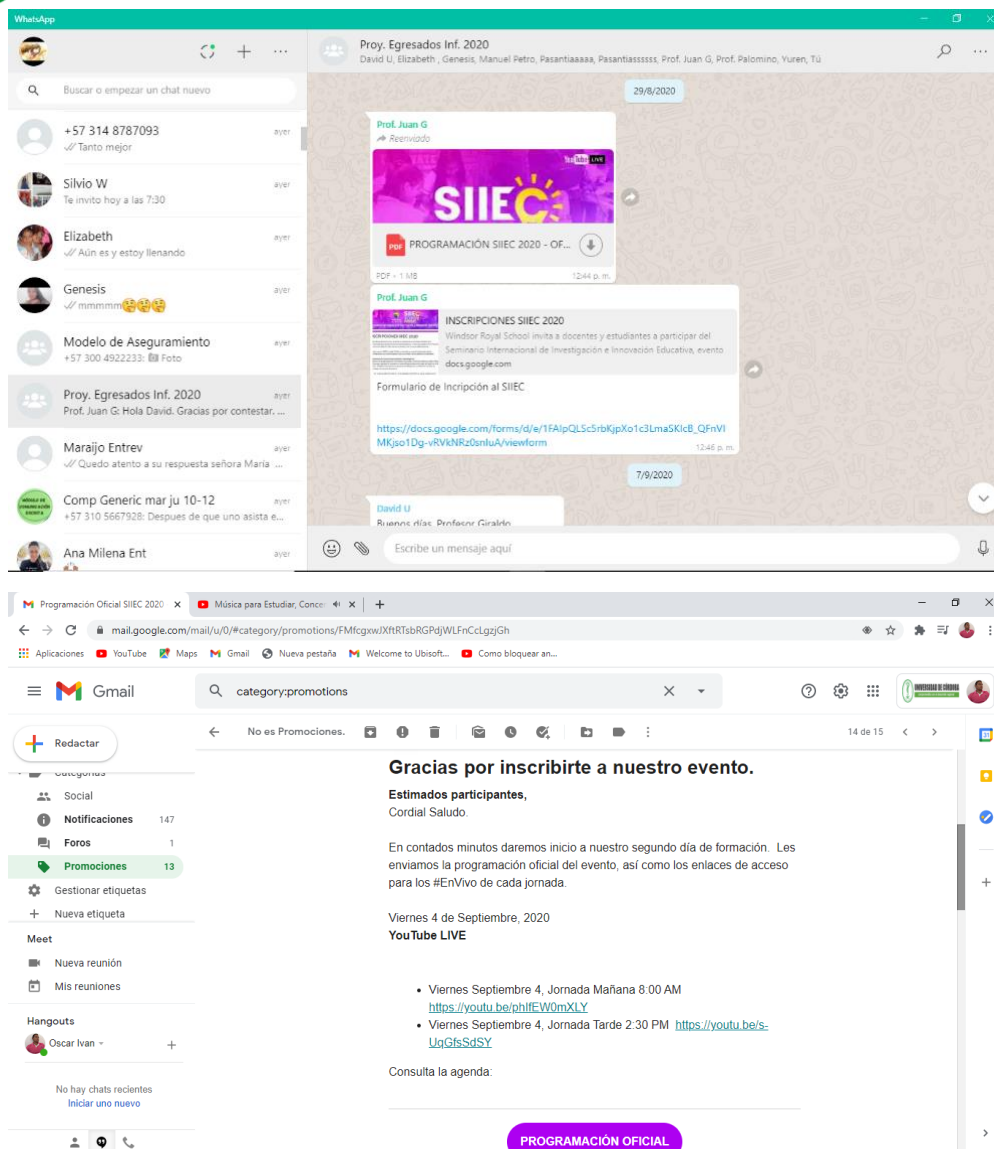 WhatsApp
Proy. Egresados Inf. 2020
David U, Elizabeth , Genesis, Manuel Petro, Pasantiaaaaa, Pasantiassssss, Prof. Juan G, Prof. Palomino, Yuren, Tú
Buscar o empezar un chat nuevo
+57 314 8787093
ayer
Tanto mejor
Silvio W
ayer
Te invito hoy a las 7:30
Elizabeth
ayer
Aún es y estoy llenando
Genesis
ayer
mmmmm🤔🤔🤔
Modelo de Aseguramiento
ayer
+57 300 4922233: Foto
Proy. Egresados Inf. 2020
ayer
Prof. Juan G: Hola David. Gracias por contestar. ...
Maraijo Entrev
ayer
Quedo atento a su respuesta señora María ...
Comp Generic mar ju 10-12
ayer
+57 310 5667928: Despues de que uno asista e...
Ana Milena Ent
ayer
29/8/2020
Prof. Juan G
Reenviado
YouTube LIVE
SIIEC
PDF PROGRAMACIÓN SIIEC 2020 - OF...
PDF • 1 MB 12:44 p. m.
Prof. Juan G
INSCRIPCIONES SIIEC 2020
Windsor Royal School invita a docentes y estudiantes a participar del
Seminario Internacional de Investigación e Innovación Educativa, evento
docs.google.com
Formulario de Incripción al SIIEC
https://docs.google.com/forms/d/e/1FAIpQLSc5rbKjpXo1c3LmaSKlcB_QFnVl
MKjso1Dg-vRVkNRz0snIuA/viewform
12:46 p. m.
7/9/2020
David U
Buenos días, Profesor Giraldo
Escribe un mensaje aquí
Programación Oficial SIIEC 2020
Música para Estudiar, Conce
mail.google.com/mail/u/0/#category/promotions/FMfcgxwJXftRTsbRGPdjWLFnCcLgzjGh
Aplicaciones YouTube Maps Gmail Nueva pestaña Welcome to Ubisoft... Como bloquear an...
Gmail
category:promotions
UNIVERSIDAD DE CÓRDOBA
Redactar
No es Promociones.
14 de 15
Categorías
Social
Notificaciones 147
Foros 1
Promociones 13
Gestionar etiquetas
Nueva etiqueta
Meet
Nueva reunión
Mis reuniones
Hangouts
Oscar Ivan
No hay chats recientes
Iniciar uno nuevo
Gracias por inscribirte a nuestro evento.
Estimados participantes,
Cordial Saludo.
En contados minutos daremos inicio a nuestro segundo día de formación. Les
enviamos la programación oficial del evento, así como los enlaces de acceso
para los #EnVivo de cada jornada.
Viernes 4 de Septiembre, 2020
YouTube LIVE
• Viernes Septiembre 4, Jornada Mañana 8:00 AM
https://youtu.be/phIfEW0mXLY
• Viernes Septiembre 4, Jornada Tarde 2:30 PM https://youtu.be/s-
UqGfsSdSY
Consulta la agenda:
PROGRAMACIÓN OFICIAL